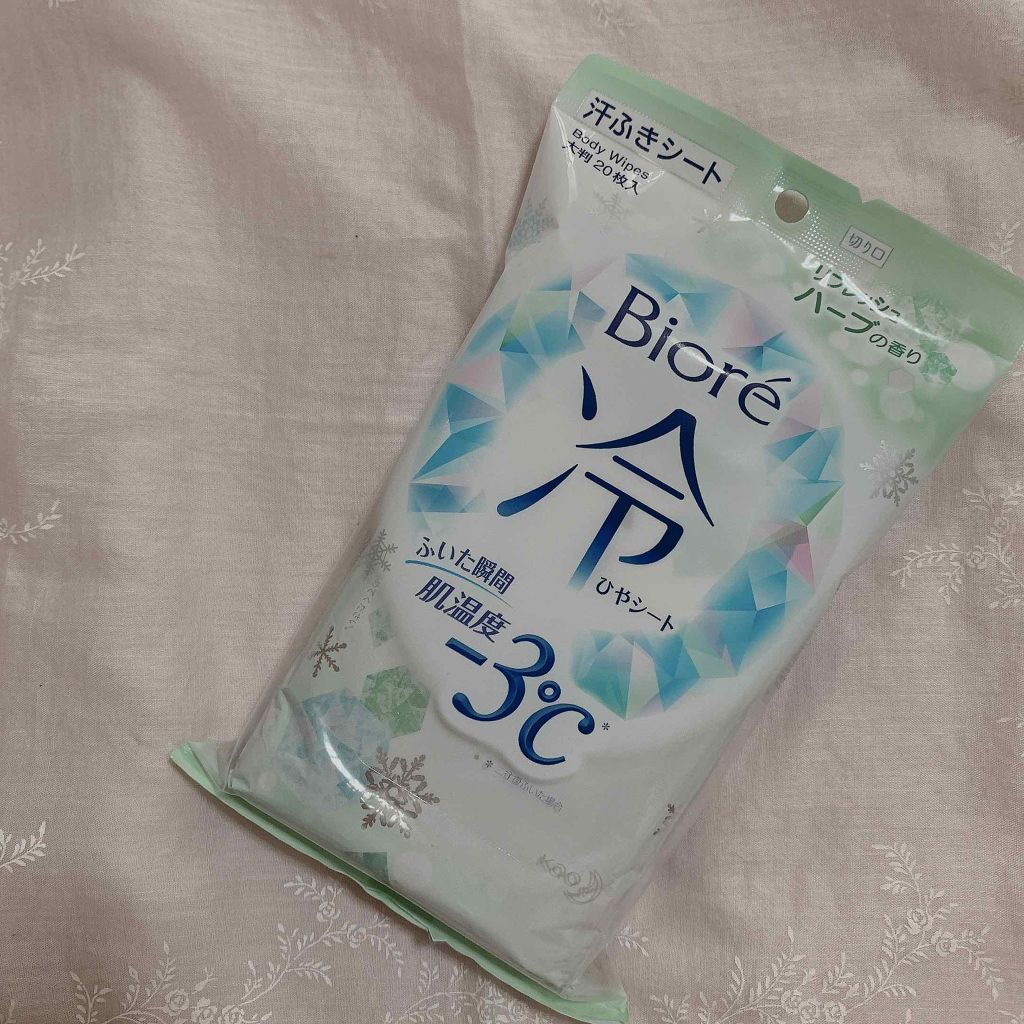 汗ふきシート
Body Wipes
大判 20枚入
切り口
リフレッシュ
ハーブの香り
Bioré
冷
ひやシート
ふいた瞬間
肌温度
-3℃*
Kao